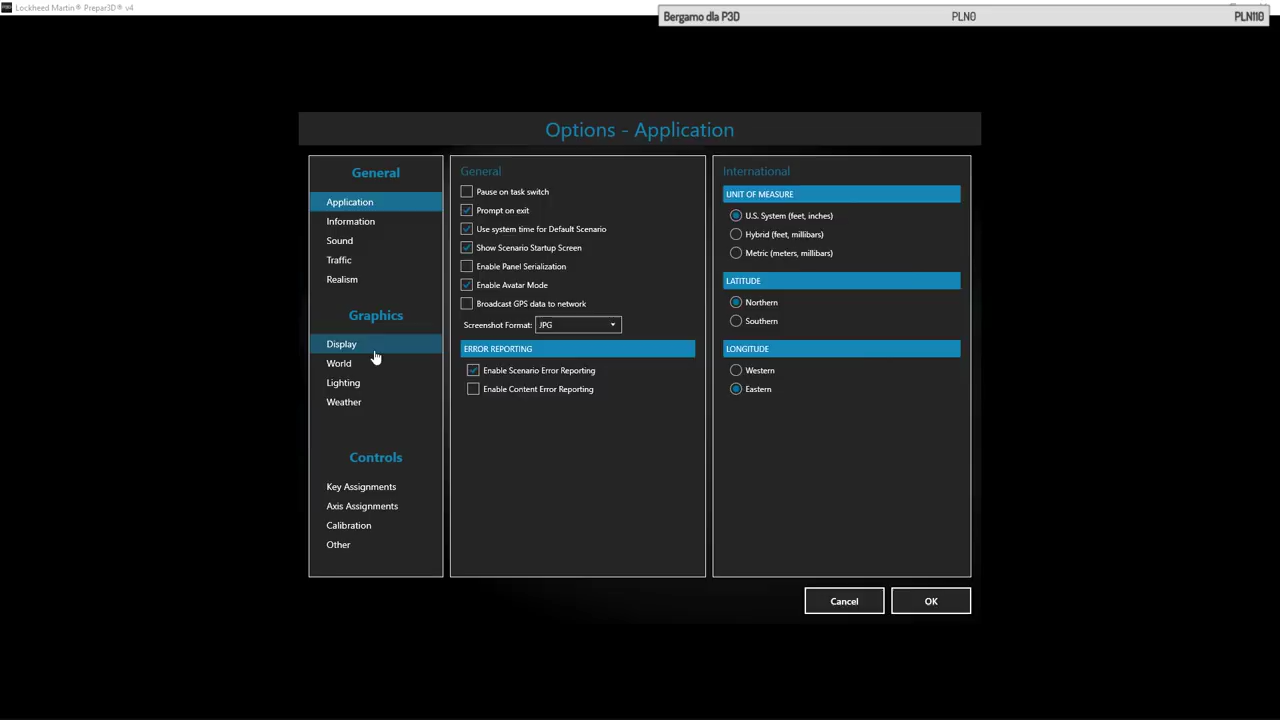 Lockheed Martin® Prepar3D® v4
Bergamo dla P3D PLN0 PLN110
Options - Application
General
Application
Information
Sound
Traffic
Realism
Graphics
Display
World
Lighting
Weather
Controls
Key Assignments
Axis Assignments
Calibration
Other
General
Pause on task switch
Prompt on exit
Use system time for Default Scenario
Show Scenario Startup Screen
Enable Panel Serialization
Enable Avatar Mode
Broadcast GPS data to network
Screenshot Format: JPG
ERROR REPORTING
Enable Scenario Error Reporting
Enable Content Error Reporting
International
UNIT OF MEASURE
U.S. System (feet, inches)
Hybrid (feet, millibars)
Metric (meters, millibars)
LATITUDE
Northern
Southern
LONGITUDE
Western
Eastern
Cancel OK